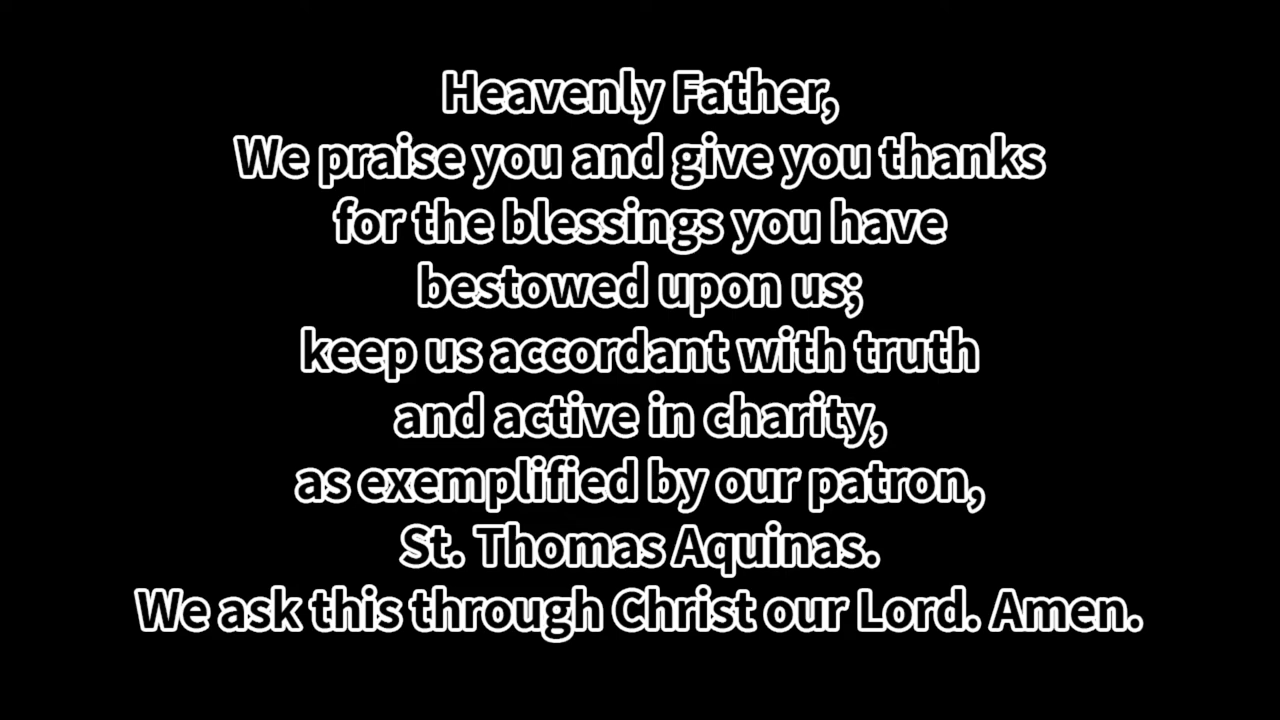 Heavenly Father,
We praise you and give you thanks
for the blessings you have
bestowed upon us;
keep us accordant with truth
and active in charity,
as exemplified by our patron,
St. Thomas Aquinas.
We ask this through Christ our Lord. Amen.